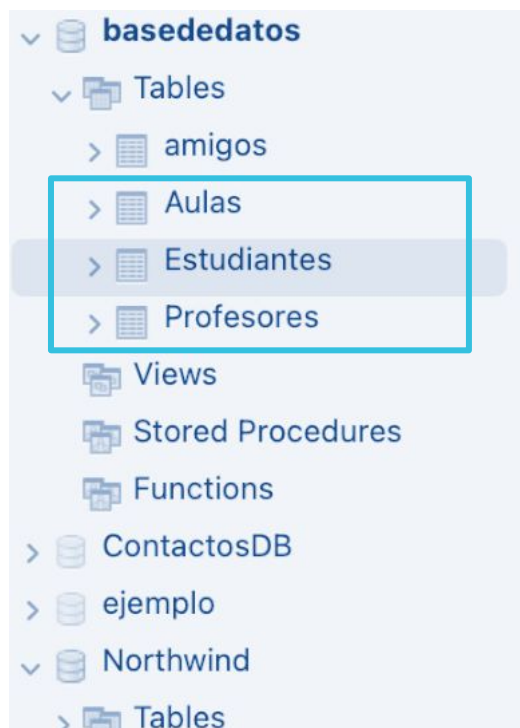 basededatos
Tables
amigos
Aulas
Estudiantes
Profesores
Views
Stored Procedures
Functions
ContactosDB
ejemplo
Northwind
Tables